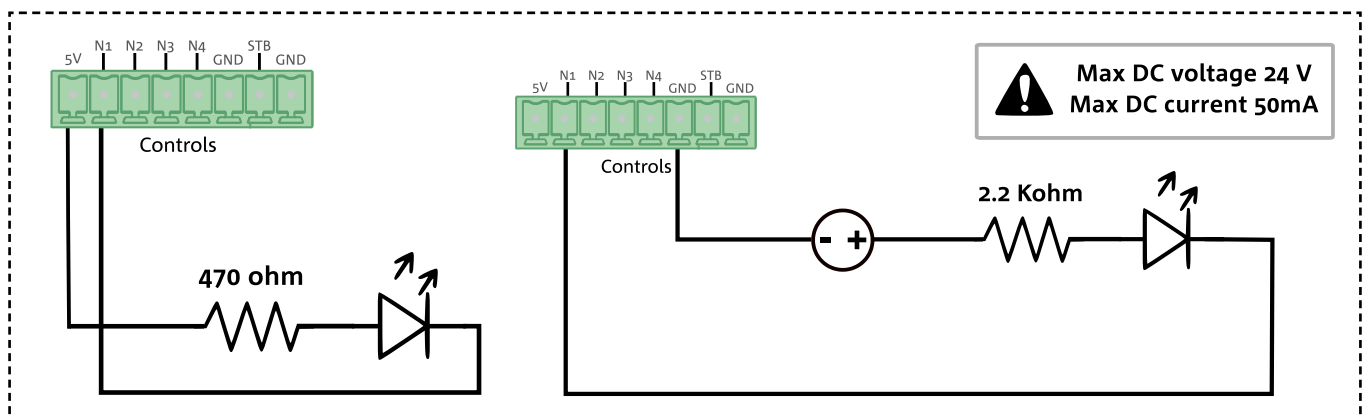 5V N1 N2 N3 N4 GND STB GND
Controls
470 ohm
5V N1 N2 N3 N4 GND STB GND
Controls
2.2 Kohm
- +
Max DC voltage 24 V
Max DC current 50mA